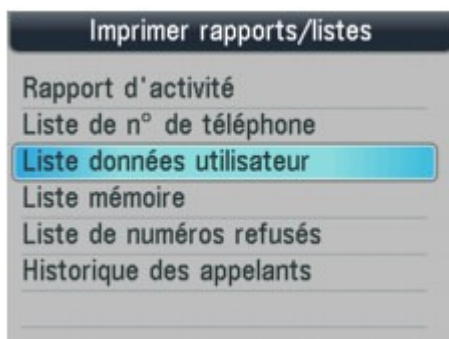 Imprimer rapports/listes
Rapport d'activité
Liste de n° de téléphone
Liste données utilisateur
Liste mémoire
Liste de numéros refusés
Historique des appelants